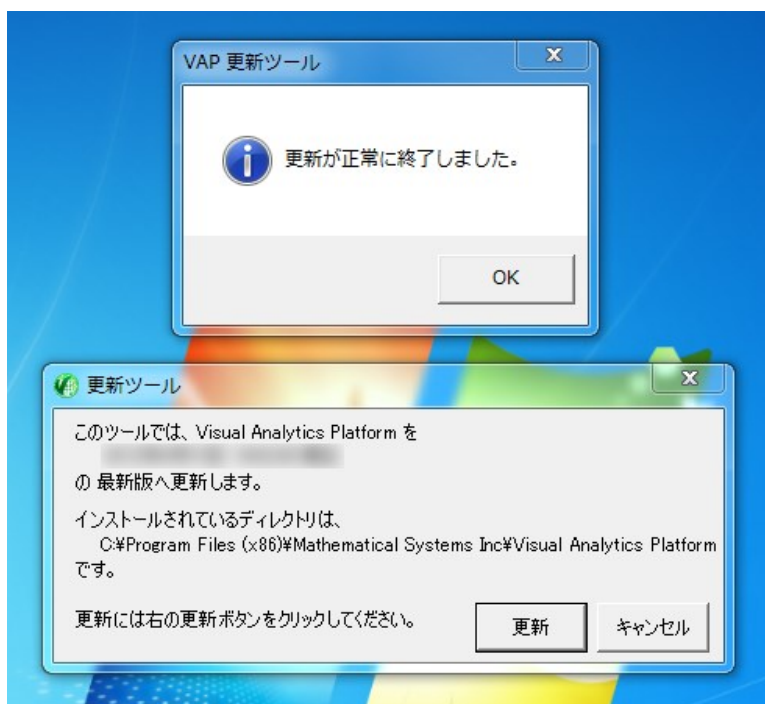 VAP 更新ツール
更新が正常に終了しました。
OK
更新ツール
このツールでは、Visual Analytics Platform を
の 最新版へ更新します。
インストールされているディレクトリは、
C:¥Program Files (x86)¥Mathematical Systems Inc¥Visual Analytics Platform
です。
更新には右の更新ボタンをクリックしてください。
更新
キャンセル